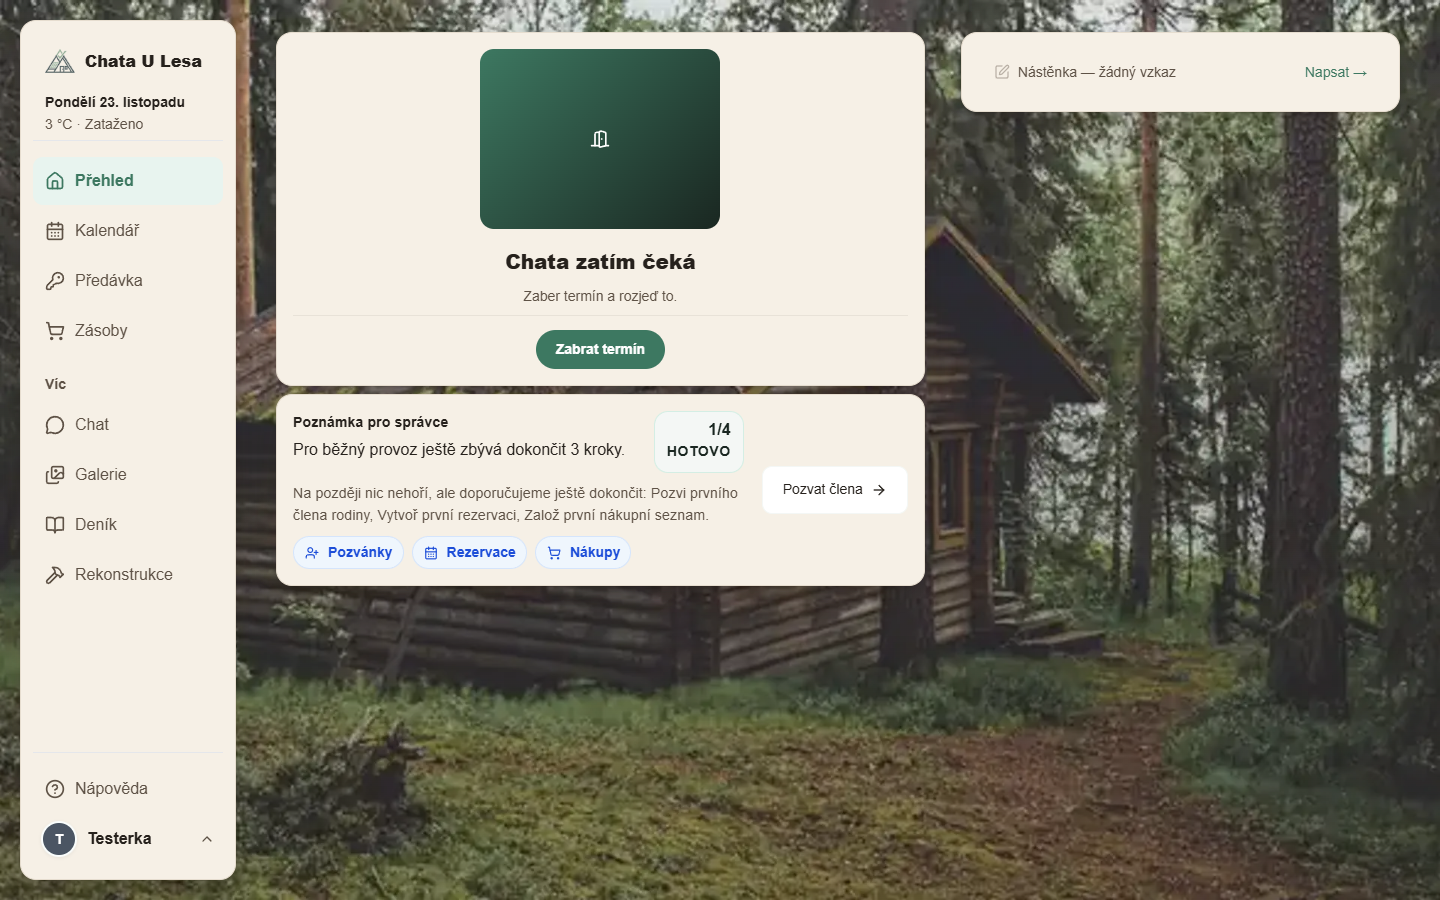 Chata U Lesa
Pondělí 23. listopadu
3 °C · Zataženo
Přehled
Kalendář
Předávka
Zásoby
Víc
Chat
Galerie
Deník
Rekonstrukce
Nápověda
T
Testerka
Chata zatím čeká
Zaber termín a rozjeď to.
Zabrat termín
Poznámka pro správce
Pro běžný provoz ještě zbývá dokončit 3 kroky.
1/4
HOTOVO
Na později nic nehoří, ale doporučujeme ještě dokončit: Pozvi prvního
člena rodiny, Vytvoř první rezervaci, Založ první nákupní seznam.
Pozvat člena →
Pozvánky
Rezervace
Nákupy
Nástěnka — žádný vzkaz
Napsat →